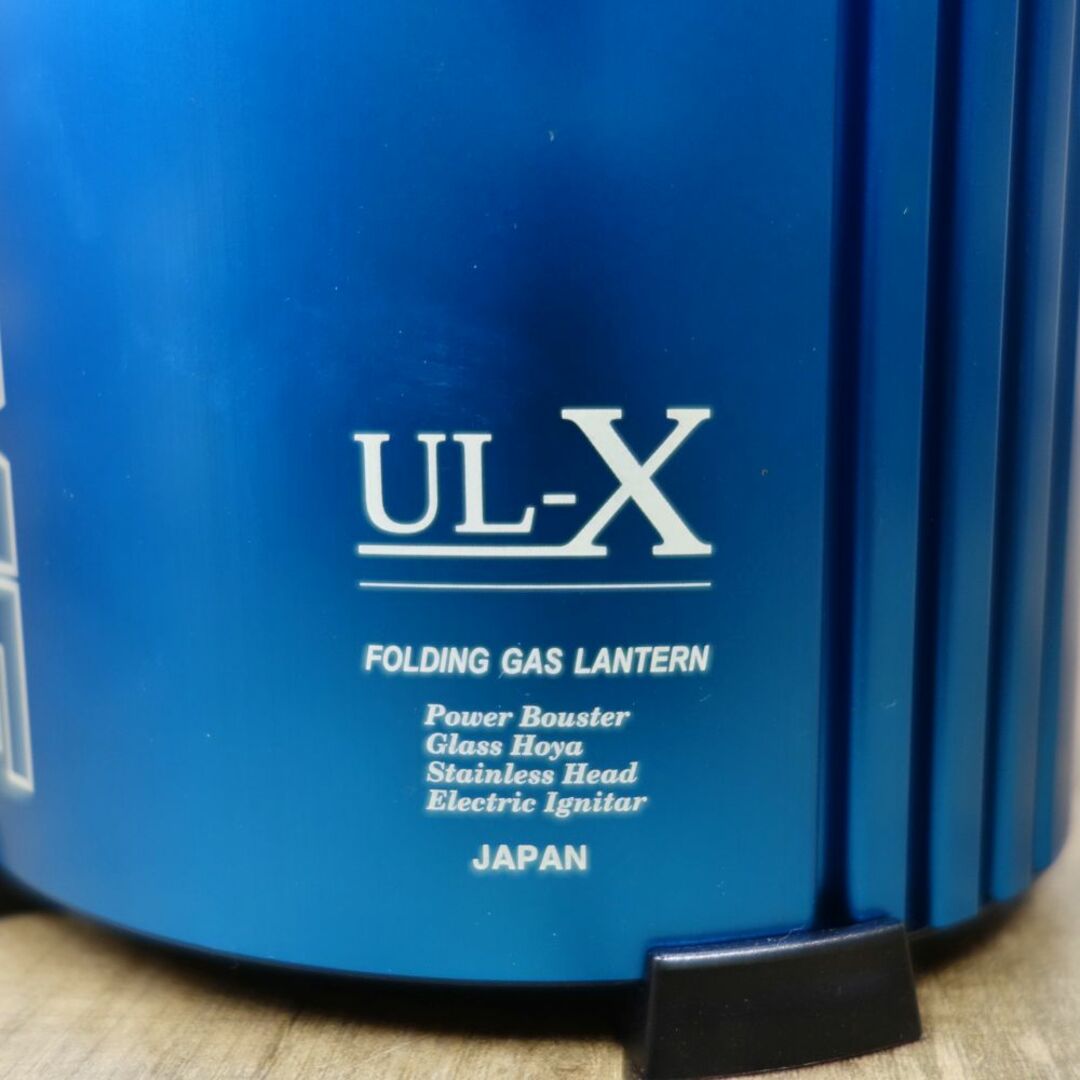 UL-X
FOLDING GAS LANTERN
Power Bouster
Glass Hoya
Stainless Head
Electric Ignitar
JAPAN